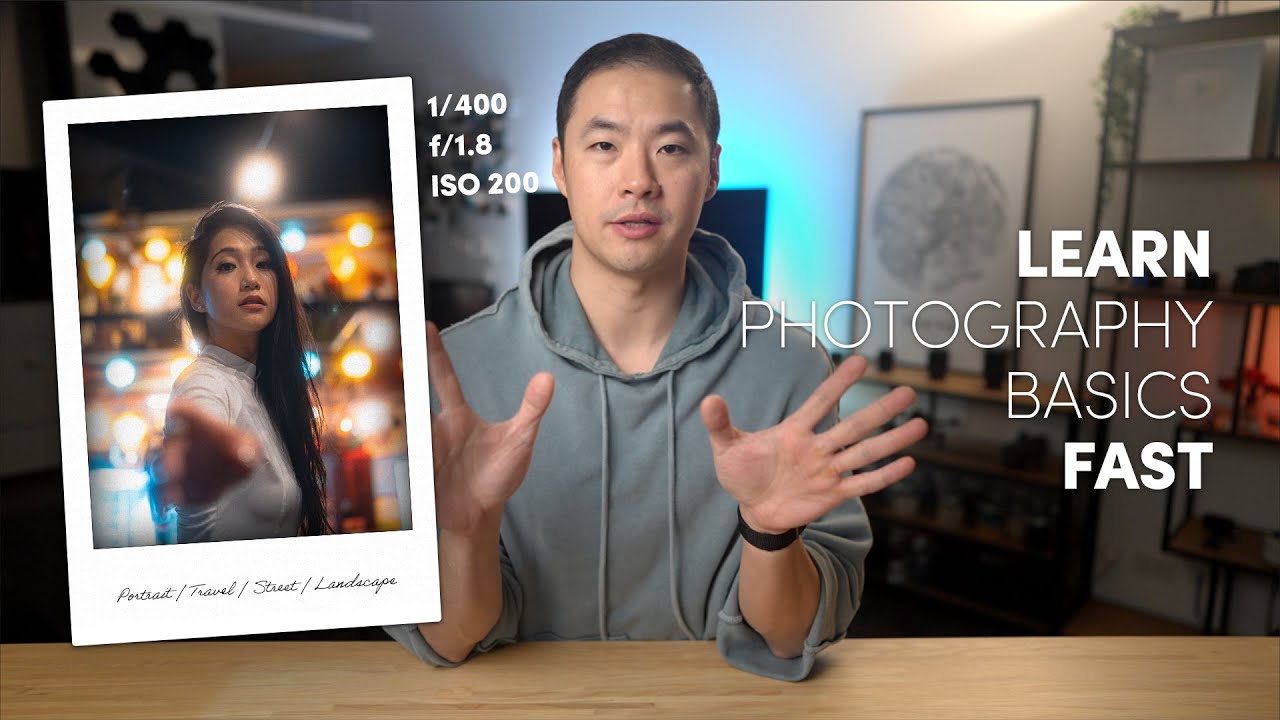 1/400
f/1.8
ISO 200
LEARN
PHOTOGRAPHY
BASICS
FAST
Portrait / Travel / Street / Landscape